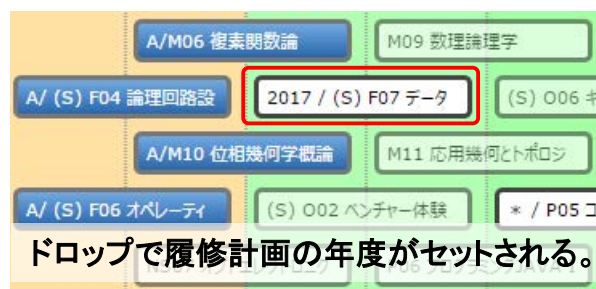 A/M06 複素関数論 M09 数理論理学
A/ (S) F04 論理回路設 2017 / (S) F07 データ (S) O06 キ
A/M10 位相幾何学概論 M11 応用幾何とトポロジ
A/ (S) F06 オペレーティ (S) O02 ベンチャー体験 * / P05 コ
ドロップで履修計画の年度がセットされる。